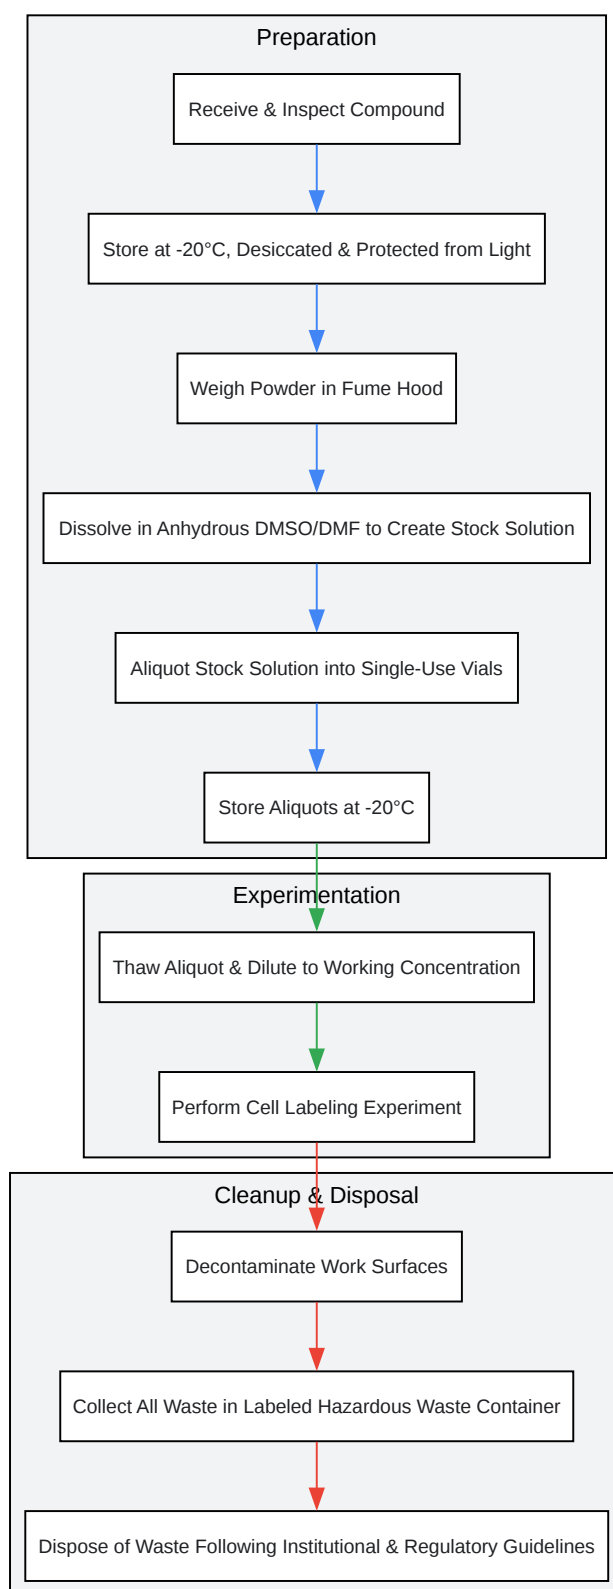 Preparation
Receive & Inspect Compound
Store at -20°C, Desiccated & Protected from Light
Weigh Powder in Fume Hood
Dissolve in Anhydrous DMSO/DMF to Create Stock Solution
Aliquot Stock Solution into Single-Use Vials
Store Aliquots at -20°C
Experimentation
Thaw Aliquot & Dilute to Working Concentration
Perform Cell Labeling Experiment
Cleanup & Disposal
Decontaminate Work Surfaces
Collect All Waste in Labeled Hazardous Waste Container
Dispose of Waste Following Institutional & Regulatory Guidelines